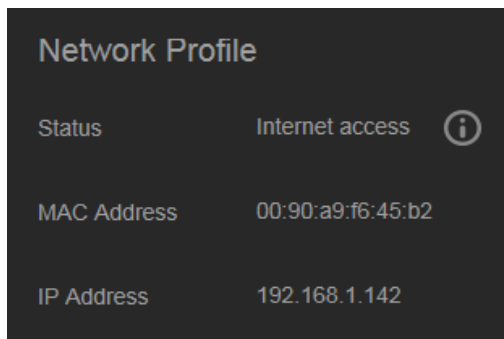 Network Profile
Status Internet access
MAC Address 00:90:a9:f6:45:b2
IP Address 192.168.1.142